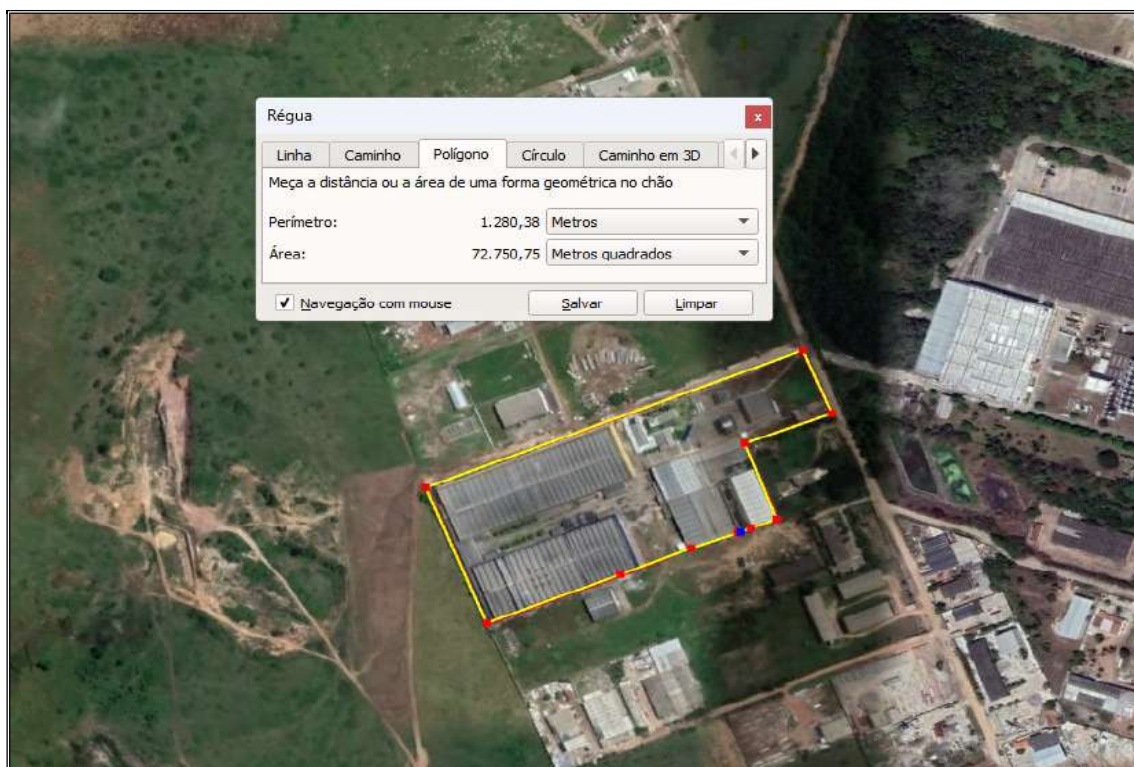 Régua
x
Linha Caminho Polígono Círculo Caminho em 3D
Meça a distância ou a área de uma forma geométrica no chão
Perímetro: 1.280,38 Metros
Área: 72.750,75 Metros quadrados
Navegação com mouse Salvar Limpar